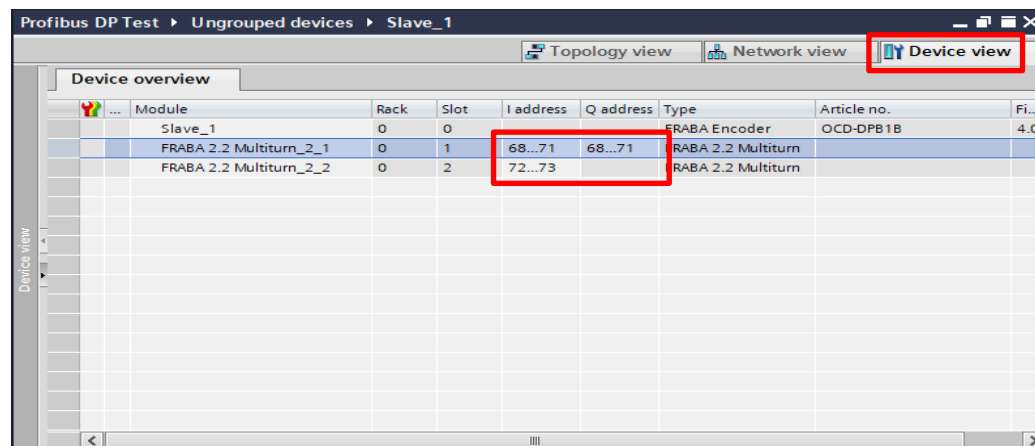 Profibus DP Test ▸ Ungrouped devices ▸ Slave_1
Topology view Network view Device view
Device overview
... Module Rack Slot I address Q address Type Article no. Fi...
Slave_1 0 0 FRABA Encoder OCD-DPB1B 4.0
FRABA 2.2 Multiturn_2_1 0 1 68...71 68...71 FRABA 2.2 Multiturn
FRABA 2.2 Multiturn_2_2 0 2 72...73 FRABA 2.2 Multiturn
Device view